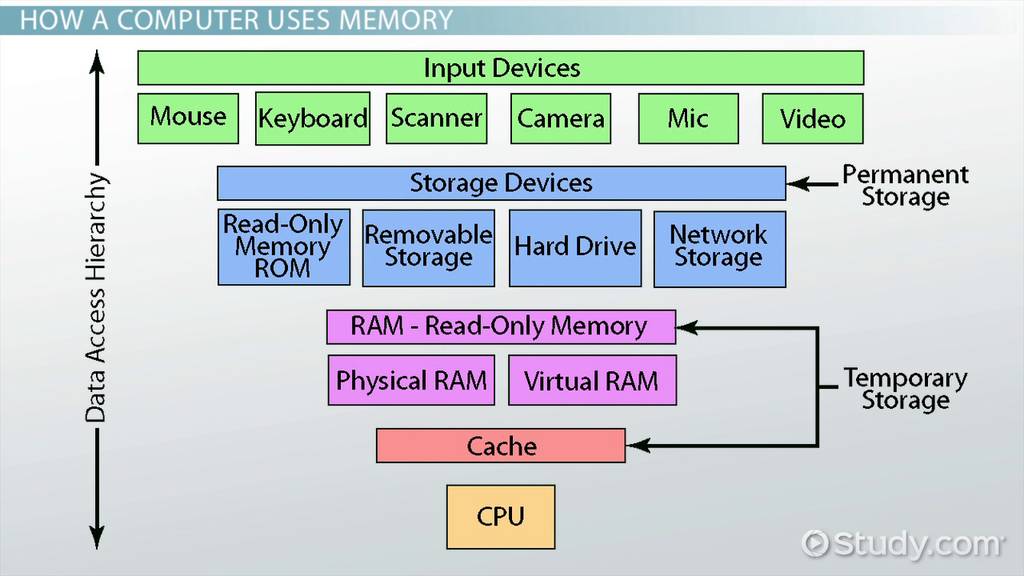 HOW A COMPUTER USES MEMORY
Input Devices
Mouse
Keyboard
Scanner
Camera
Mic
Video
Data Access Hierarchy
Storage Devices
Permanent
Storage
Read-Only
Memory
ROM
Removable
Storage
Hard Drive
Network
Storage
RAM - Read-Only Memory
Physical RAM
Virtual RAM
Temporary
Storage
Cache
CPU
Study.com